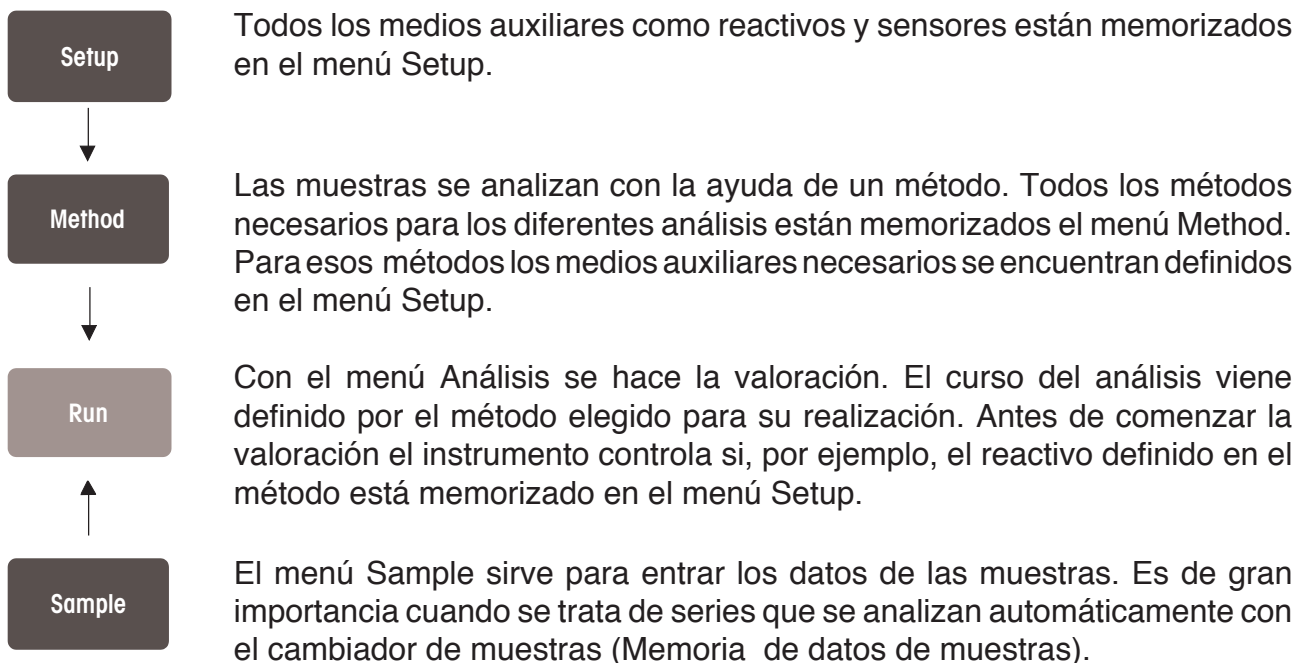 Setup
Todos los medios auxiliares como reactivos y sensores están memorizados
en el menú Setup.
Method
Las muestras se analizan con la ayuda de un método. Todos los métodos
necesarios para los diferentes análisis están memorizados el menú Method.
Para esos métodos los medios auxiliares necesarios se encuentran definidos
en el menú Setup.
Run
Con el menú Análisis se hace la valoración. El curso del análisis viene
definido por el método elegido para su realización. Antes de comenzar la
valoración el instrumento controla si, por ejemplo, el reactivo definido en el
método está memorizado en el menú Setup.
Sample
El menú Sample sirve para entrar los datos de las muestras. Es de gran
importancia cuando se trata de series que se analizan automáticamente con
el cambiador de muestras (Memoria de datos de muestras).